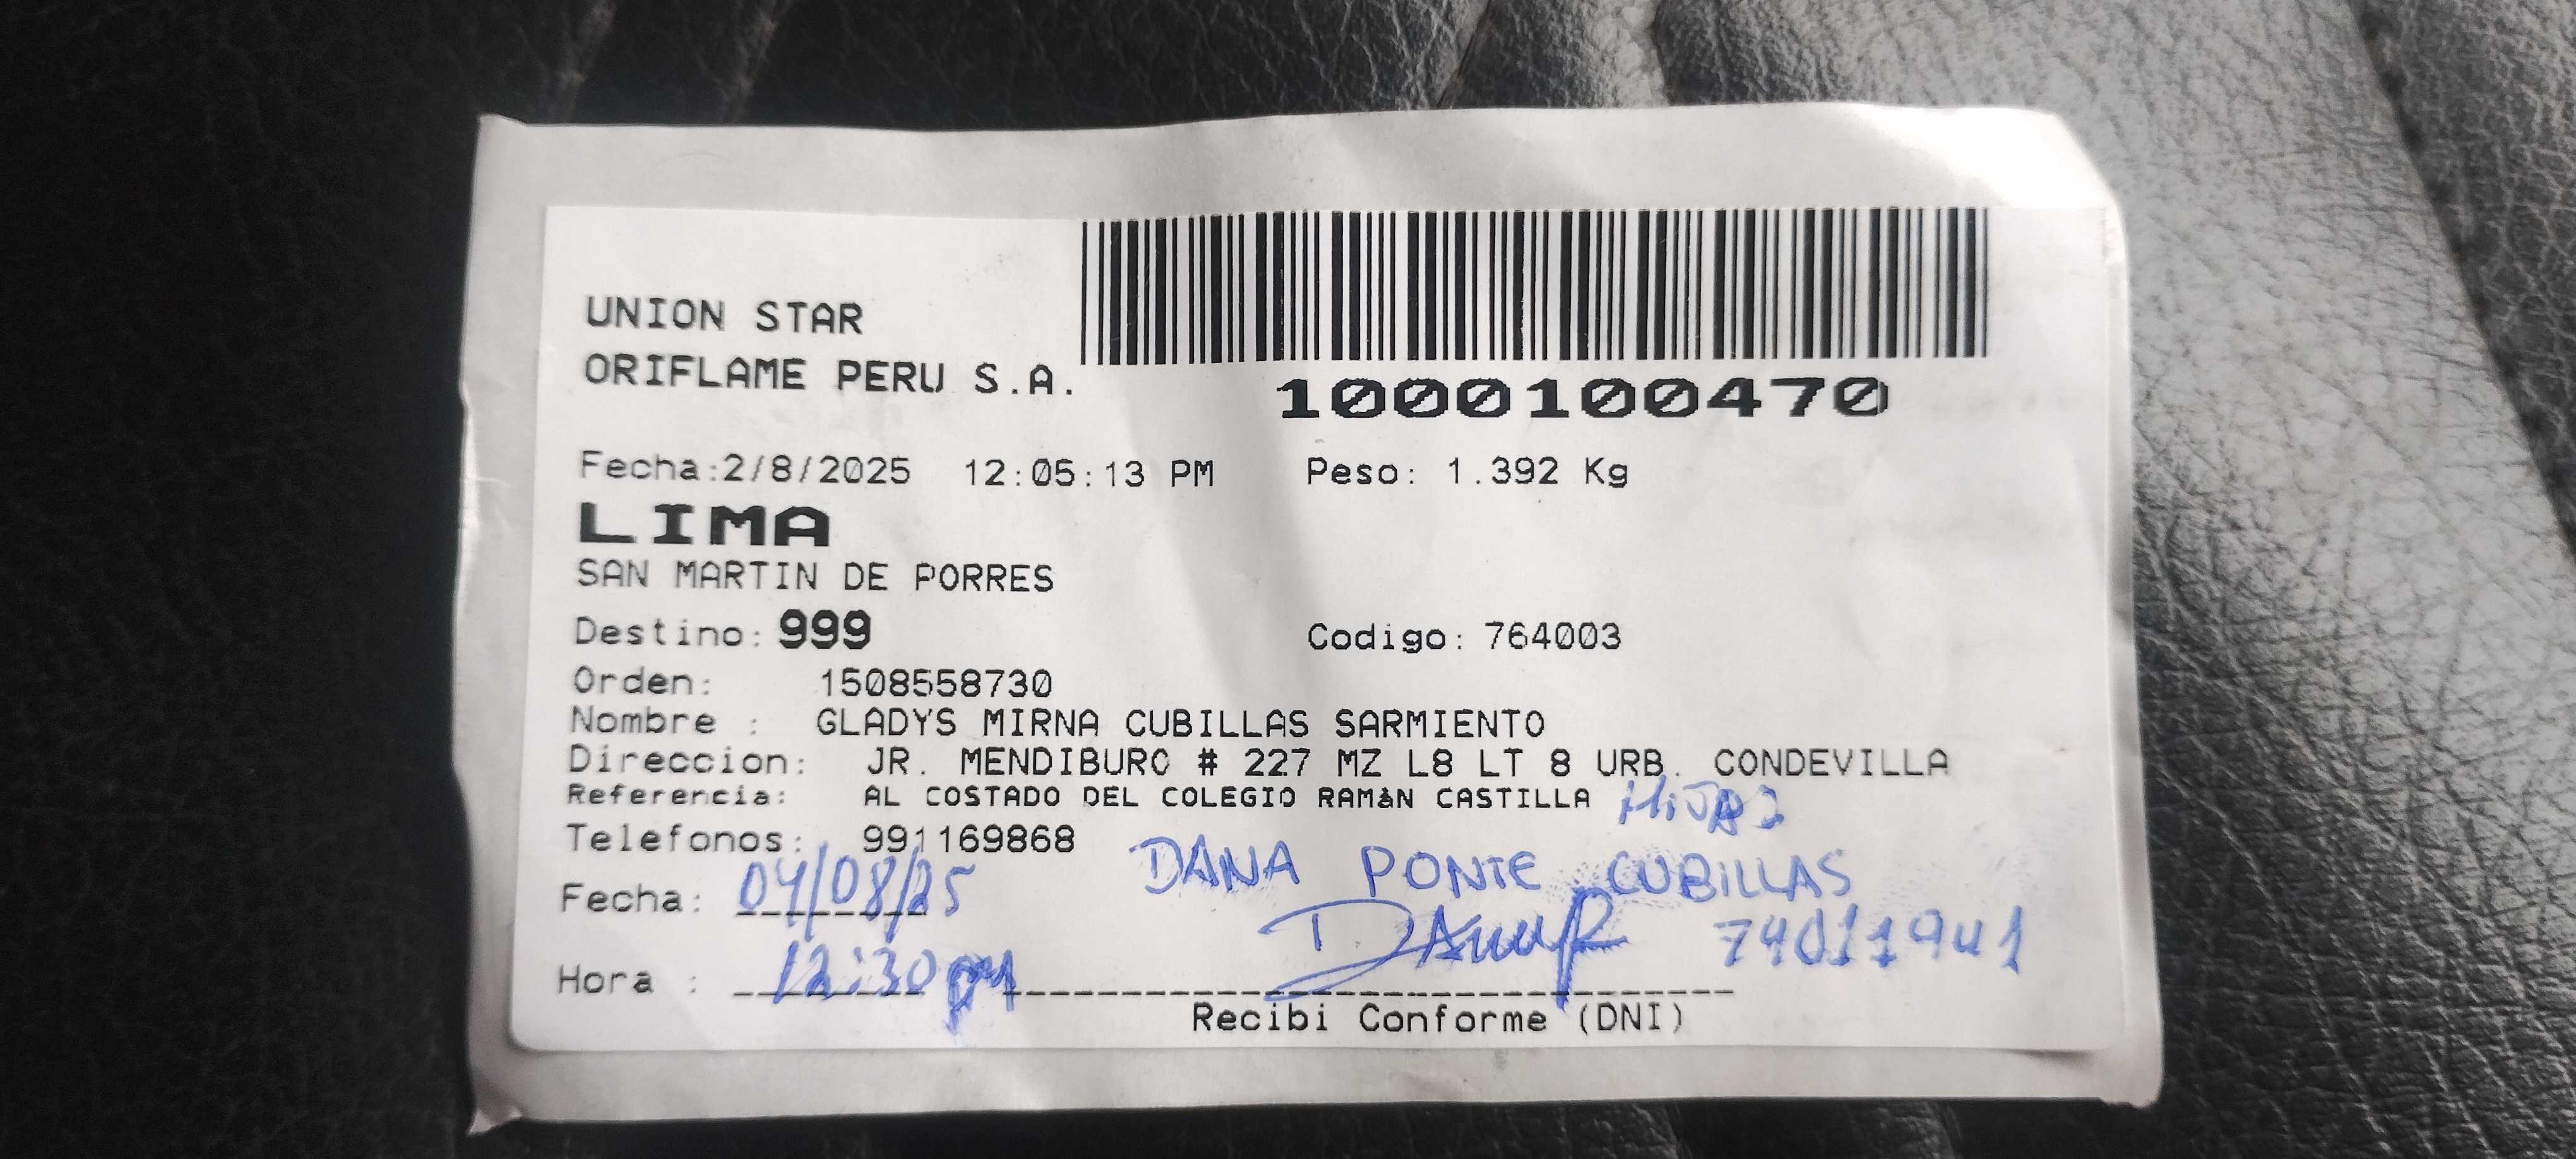 UNION STAR
ORIFLAME PERU S.A.
1000100470
Fecha:2/8/2025 12:05:13 PM Peso: 1.392 Kg
LIMA
SAN MARTIN DE PORRES
Destino: 999 Codigo: 764003
Orden: 1508558730
Nombre : GLADYS MIRNA CUBILLAS SARMIENTO
Direccion: JR. MENDIBURO # 227 MZ L8 LT 8 URB. CONDEVILLA
Referencia: AL COSTADO DEL COLEGIO RAMàN CASTILLA
Telefonos: 991169868
DANA PONTE CUBILLAS
Fecha: 04/08/25
74011941
Hora : 12:30 pm
Recibi Conforme (DNI)